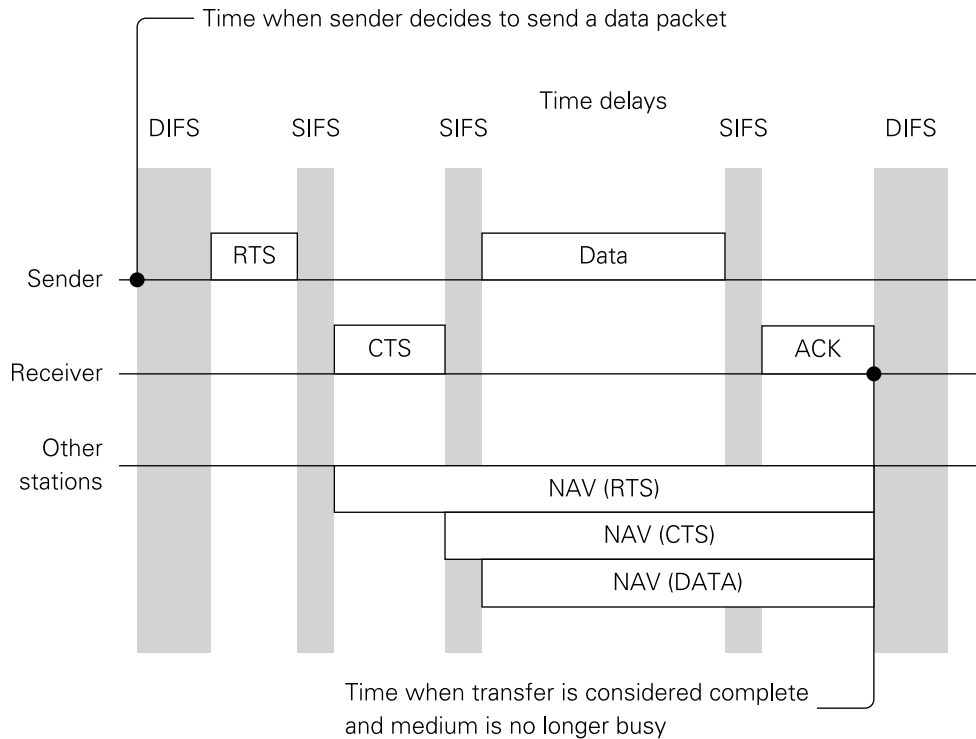 Time when sender decides to send a data packet
Time delays
DIFS SIFS SIFS SIFS DIFS
RTS Data
Sender
CTS ACK
Receiver
Other
stations
NAV (RTS)
NAV (CTS)
NAV (DATA)
Time when transfer is considered complete
and medium is no longer busy